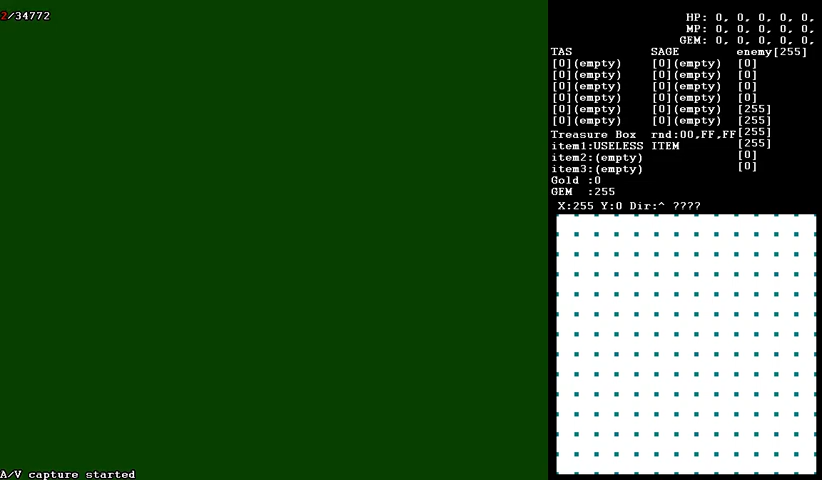 2/34772
HP: 0, 0, 0, 0, 0,
MP: 0, 0, 0, 0, 0,
GEM: 0, 0, 0, 0, 0,
TAS SAGE enemy[255]
[0](empty) [0](empty) [0]
[0](empty) [0](empty) [0]
[0](empty) [0](empty) [0]
[0](empty) [0](empty) [0]
[0](empty) [0](empty) [255]
[0](empty) [0](empty) [255]
Treasure Box rnd:00,FF,FF[255]
item1:USELESS ITEM [255]
item2:(empty) [0]
item3:(empty) [0]
Gold :0
GEM :255
X:255 Y:0 Dir:^ ????
A/V capture started